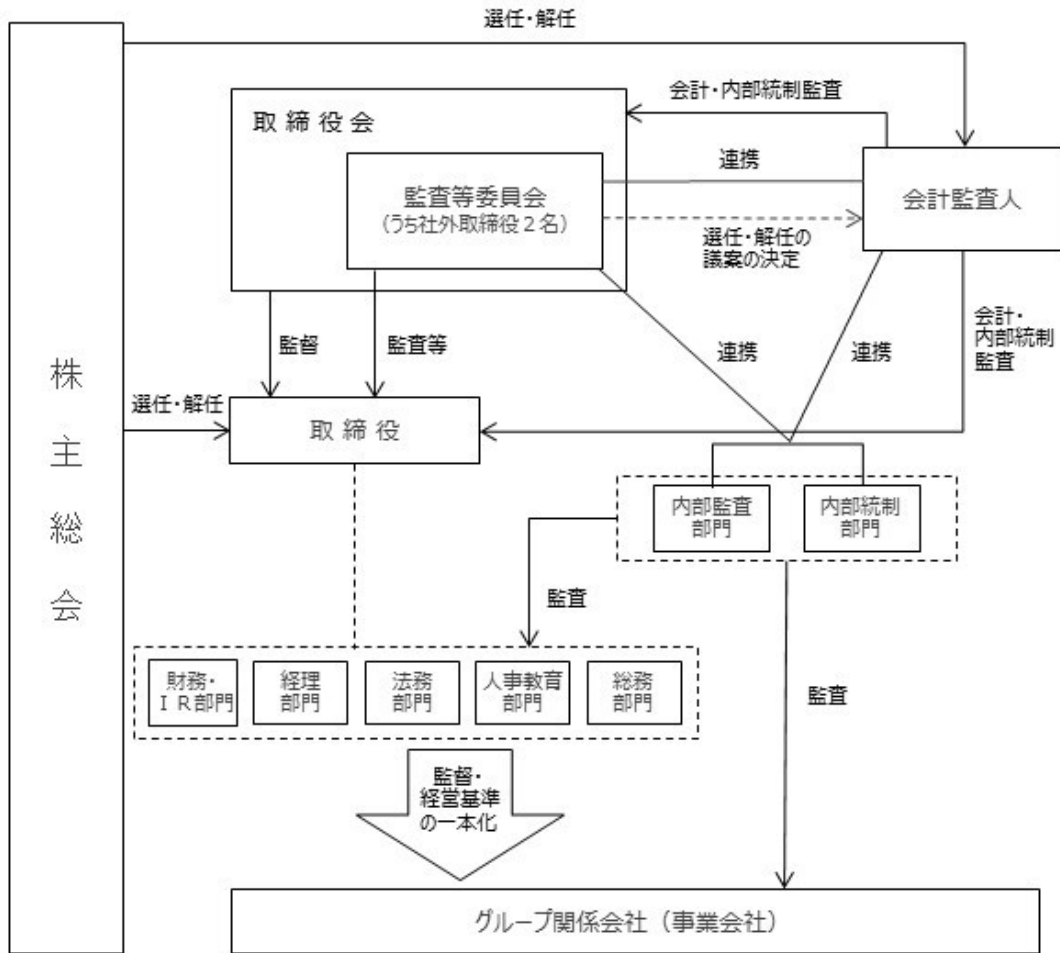 選任・解任
会計・内部統制監査
取締役会
連携
監査等委員会
(うち社外取締役２名)
会計監査人
選任・解任の
議案の決定
監督
監査等
連携
連携
会計・
内部統制
監査
株主総会
選任・解任
取締役
内部監査
部門
内部統制
部門
監査
財務・
ＩＲ部門
経理
部門
法務
部門
人事教育
部門
総務
部門
監査
監督・
経営基準
の一本化
グループ関係会社（事業会社）